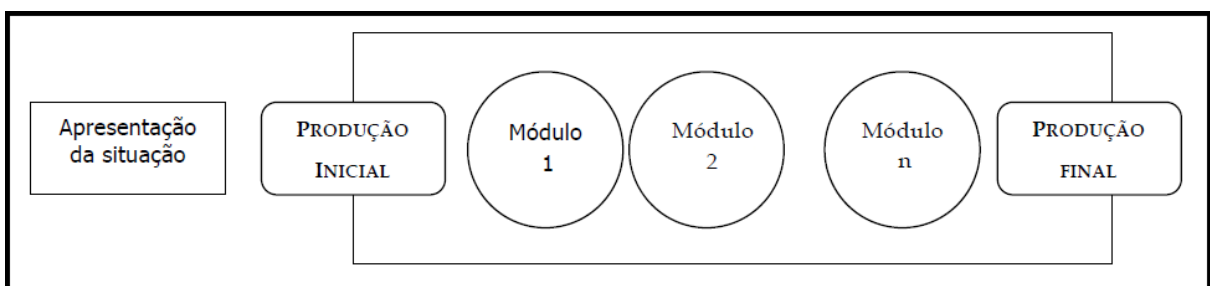 Apresentação
da situação
PRODUÇÃO
INICIAL
Módulo
1
Módulo
2
Módulo
n
PRODUÇÃO
FINAL